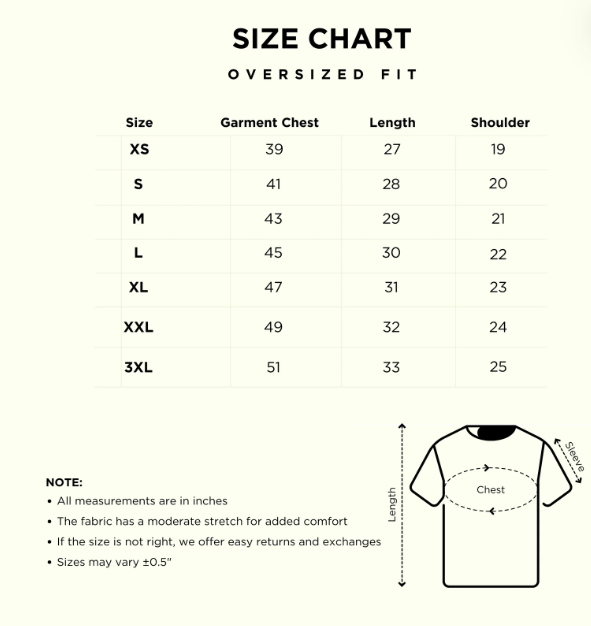 SIZE CHART
OVERSIZED FIT
Size Garment Chest Length Shoulder
XS 39 27 19
S 41 28 20
M 43 29 21
L 45 30 22
XL 47 31 23
XXL 49 32 24
3XL 51 33 25
NOTE:
• All measurements are in inches
• The fabric has a moderate stretch for added comfort
• If the size is not right, we offer easy returns and exchanges
• Sizes may vary ±0.5"
Length
Chest
Sleeve